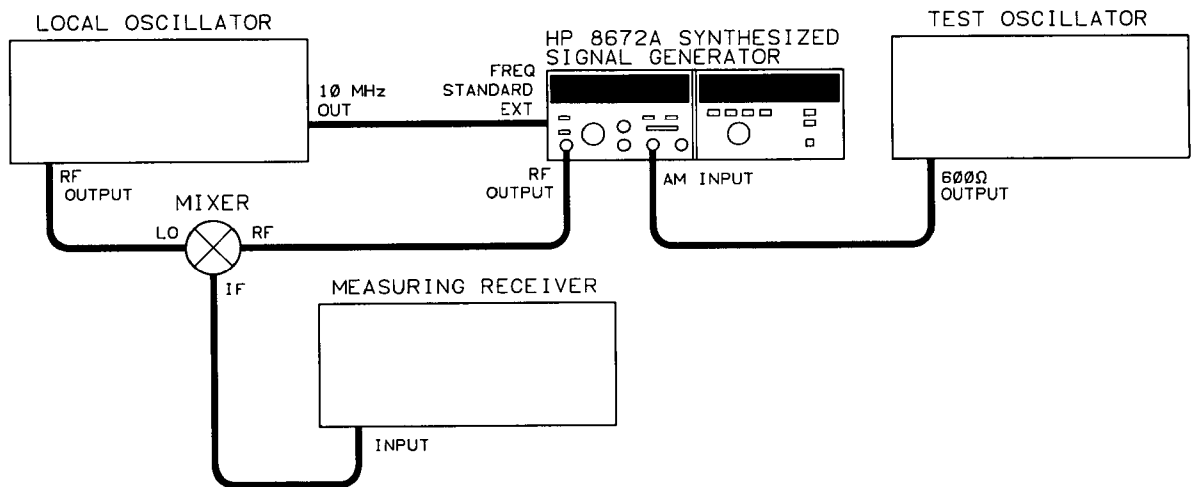 LOCAL OSCILLATOR
HP 8672A SYNTHESIZED
SIGNAL GENERATOR
TEST OSCILLATOR
10 MHz
OUT
FREQ
STANDARD
EXT
RF
OUTPUT
RF
OUTPUT
AM INPUT
600Ω
OUTPUT
MIXER
LO
RF
IF
MEASURING RECEIVER
INPUT